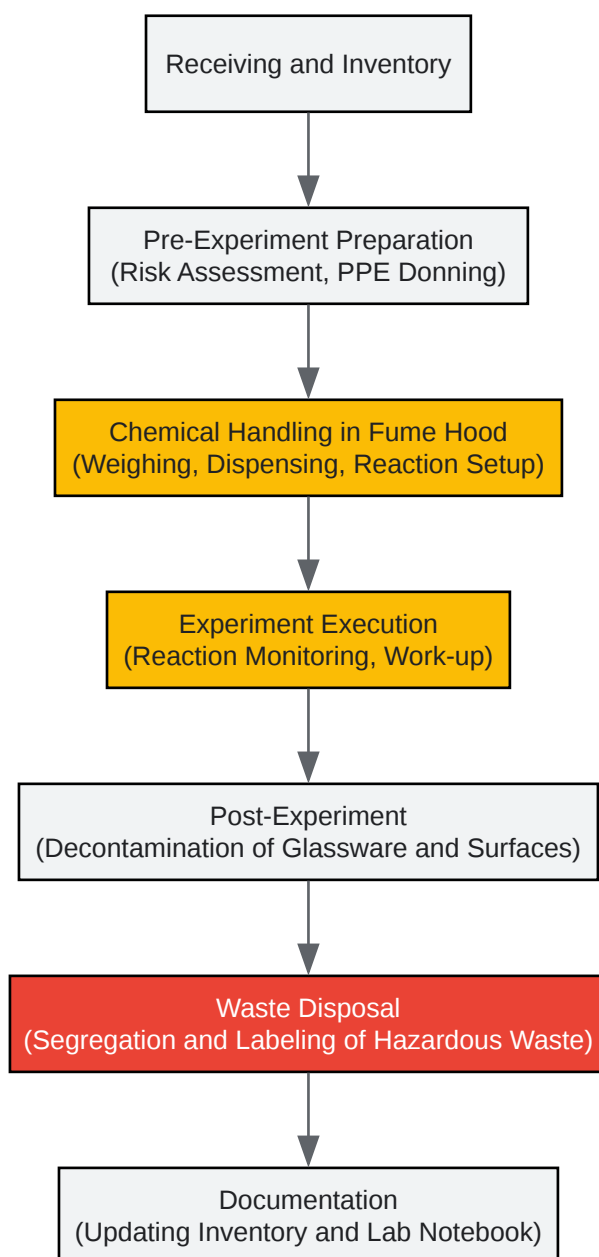 Receiving and Inventory
Pre-Experiment Preparation
(Risk Assessment, PPE Donning)
Chemical Handling in Fume Hood
(Weighing, Dispensing, Reaction Setup)
Experiment Execution
(Reaction Monitoring, Work-up)
Post-Experiment
(Decontamination of Glassware and Surfaces)
Waste Disposal
(Segregation and Labeling of Hazardous Waste)
Documentation
(Updating Inventory and Lab Notebook)